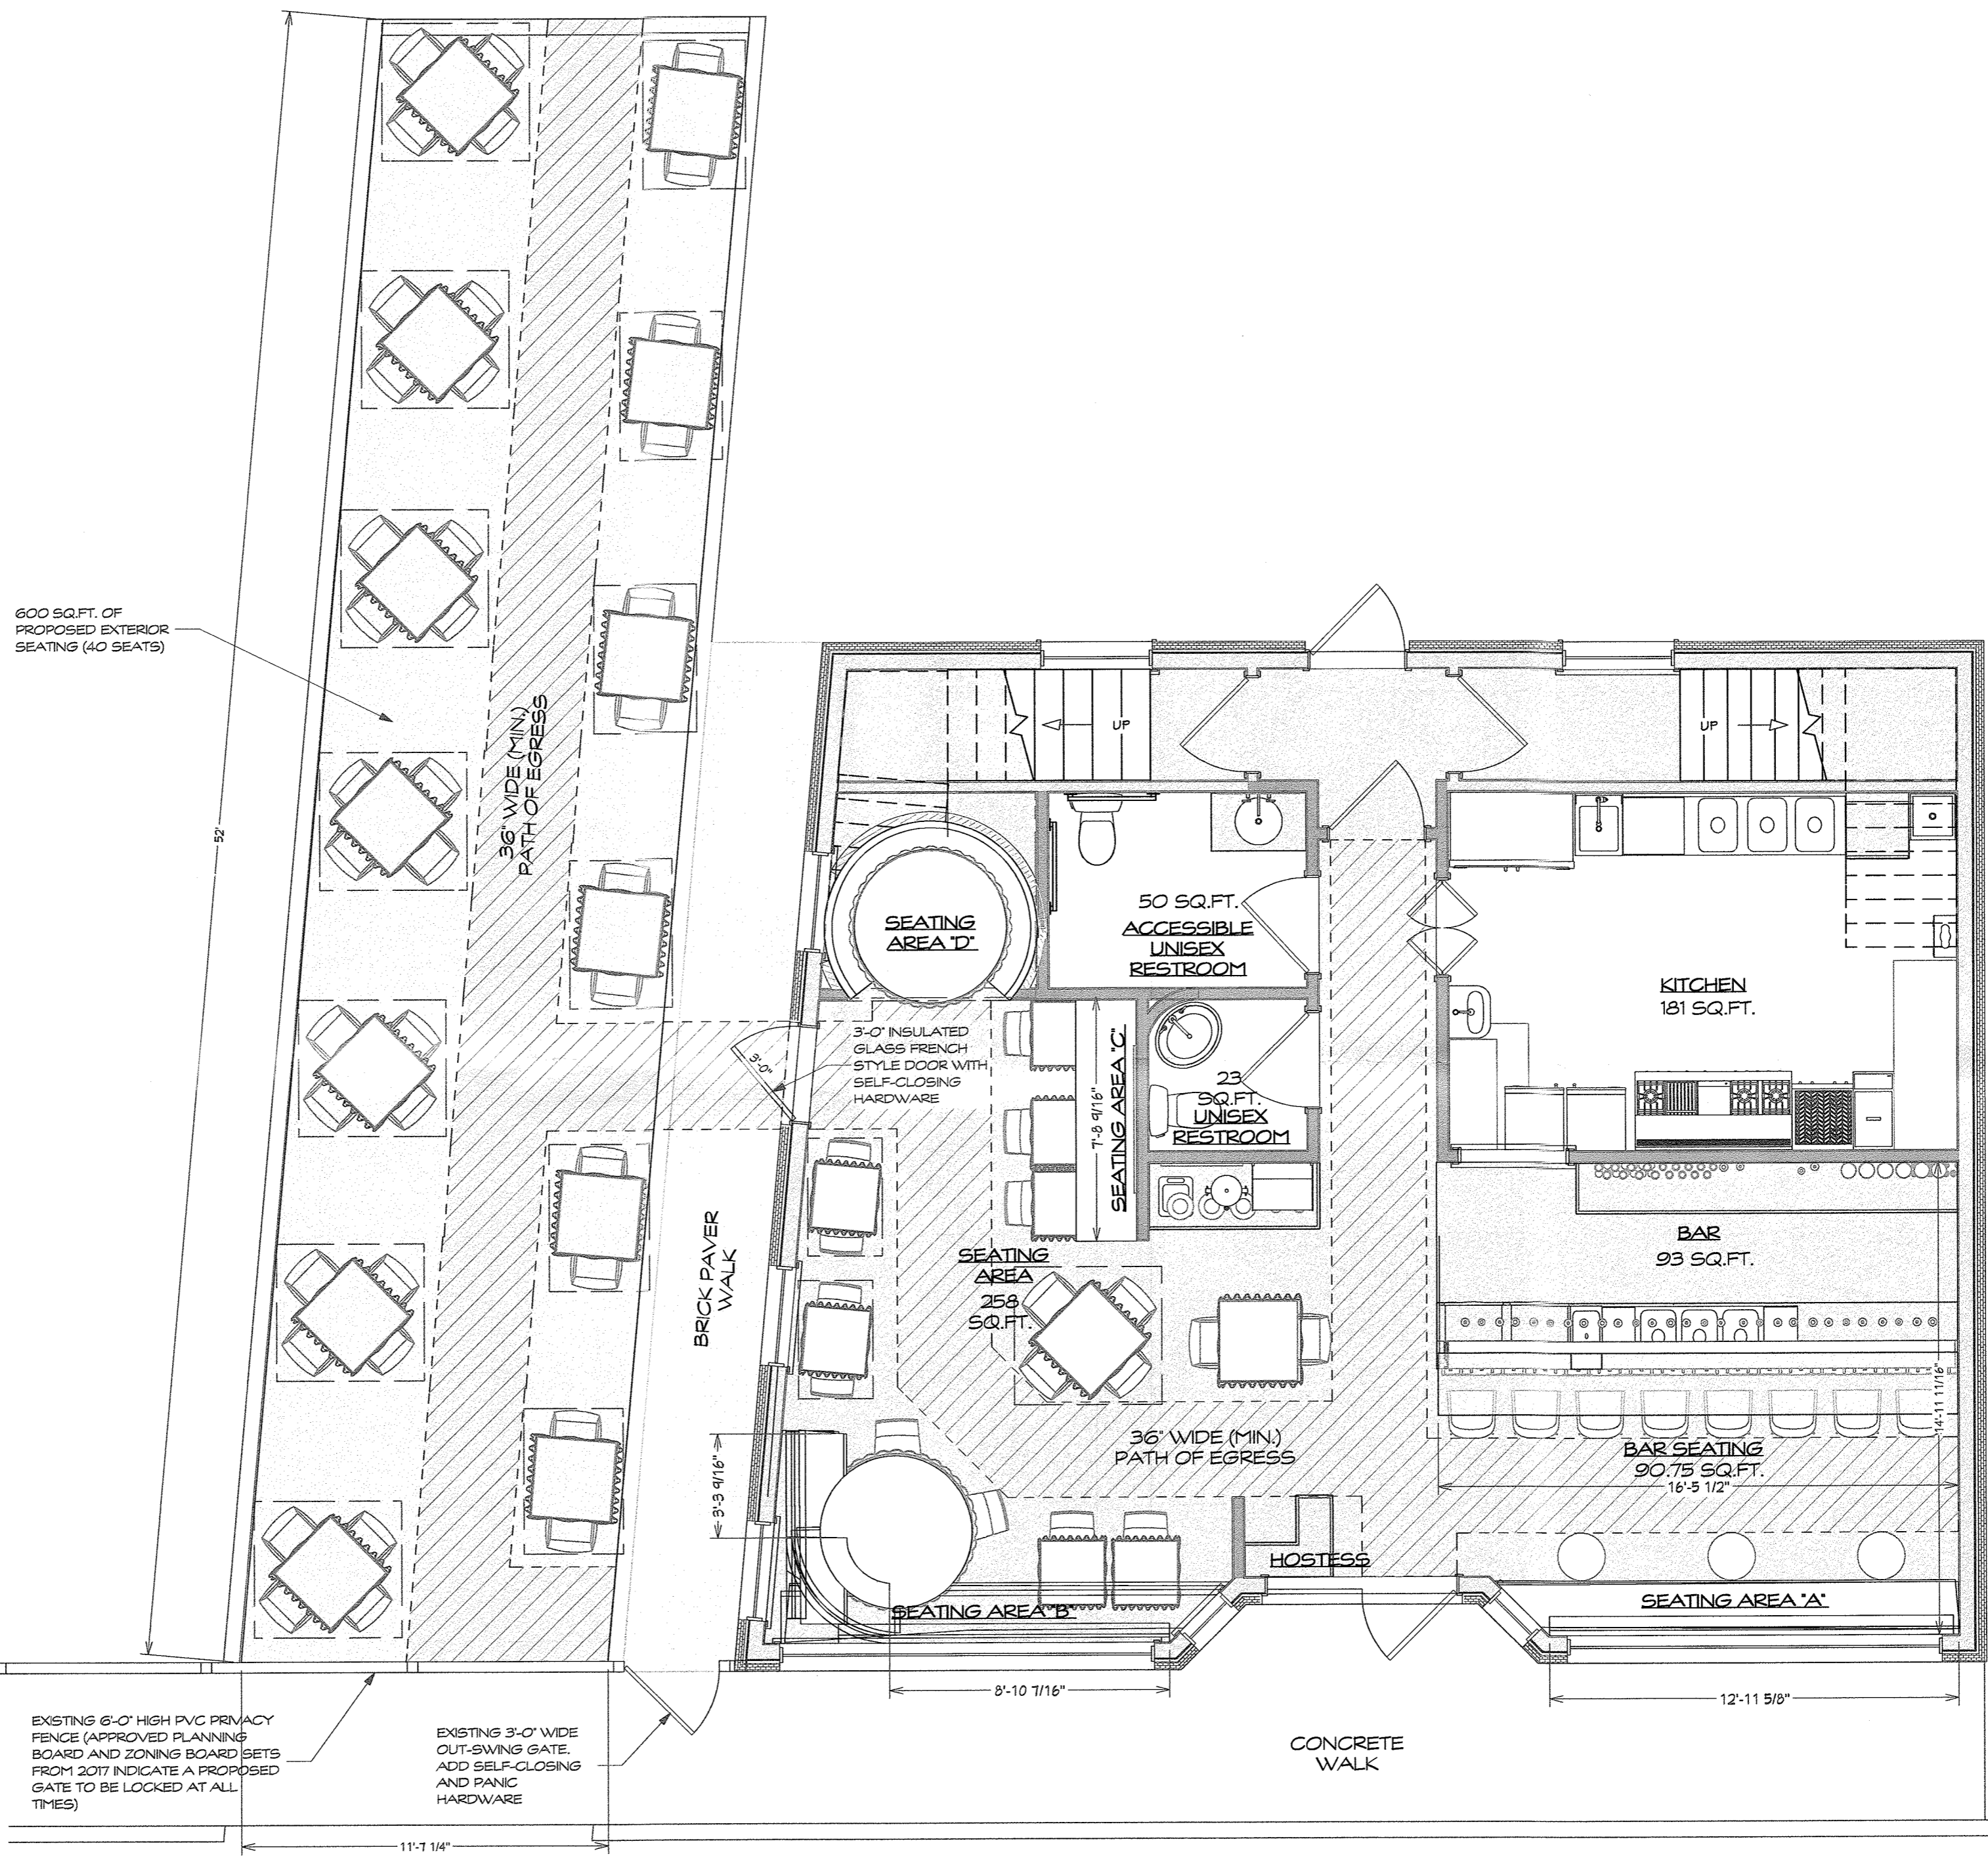 600 SQ.FT. OF
PROPOSED EXTERIOR
SEATING (40 SEATS)
52'
36" WIDE (MIN.)
PATH OF EGRESS
UP
UP
SEATING
AREA "D"
50 SQ.FT.
ACCESSIBLE
UNISEX
RESTROOM
KITCHEN
181 SQ.FT.
3'-0"
3'-0" INSULATED
GLASS FRENCH
STYLE DOOR WITH
SELF-CLOSING
HARDWARE
7'-8 9/16"
SEATING AREA "C"
23
SQ.FT.
UNISEX
RESTROOM
BRICK PAVER
WALK
SEATING
AREA
258
SQ.FT.
BAR
93 SQ.FT.
14'-11 11/16"
36" WIDE (MIN.)
PATH OF EGRESS
BAR SEATING
90.75 SQ.FT.
16'-5 1/2"
3'-3 9/16"
HOSTESS
SEATING AREA "B"
SEATING AREA "A"
8'-10 7/16"
12'-11 5/8"
EXISTING 6'-0" HIGH PVC PRIVACY
FENCE (APPROVED PLANNING
BOARD AND ZONING BOARD SETS
FROM 2017 INDICATE A PROPOSED
GATE TO BE LOCKED AT ALL
TIMES)
EXISTING 3'-0" WIDE
OUT-SWING GATE.
ADD SELF-CLOSING
AND PANIC
HARDWARE
CONCRETE
WALK
11'-7 1/4"